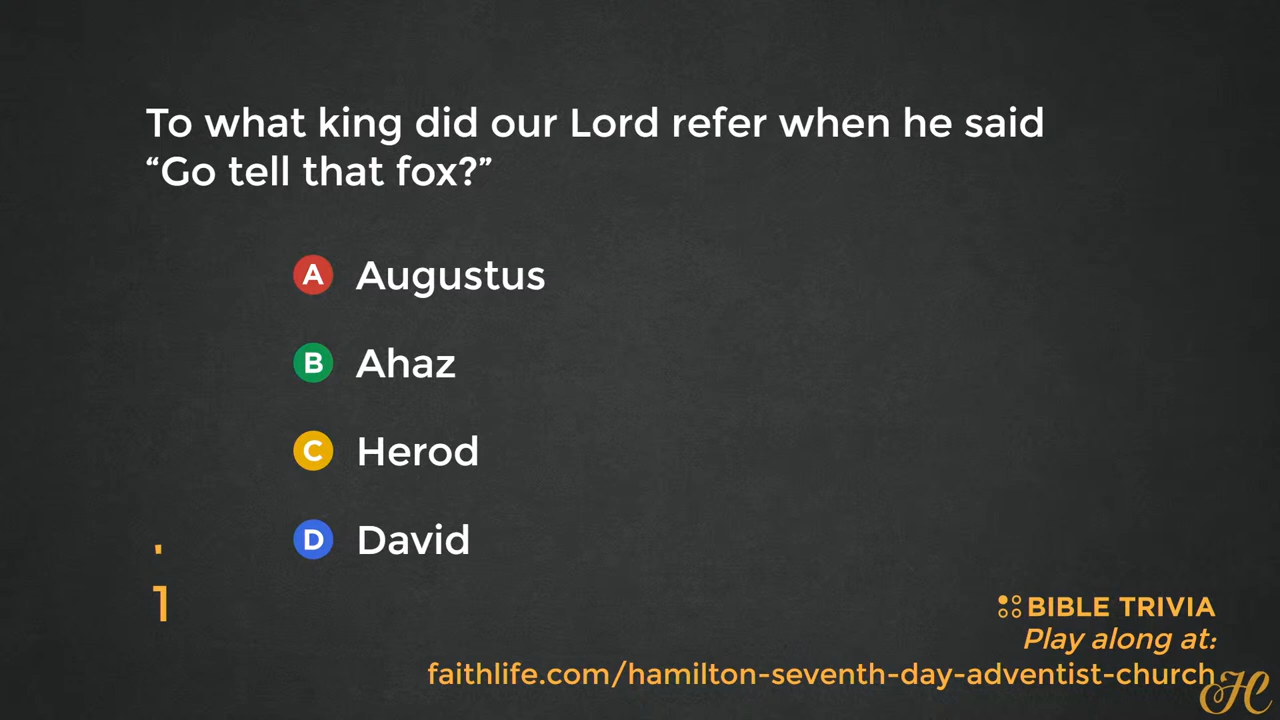 To what king did our Lord refer when he said
“Go tell that fox?”
A Augustus
B Ahaz
C Herod
D David
1
BIBLE TRIVIA
Play along at:
faithlife.com/hamilton-seventh-day-adventist-church
H